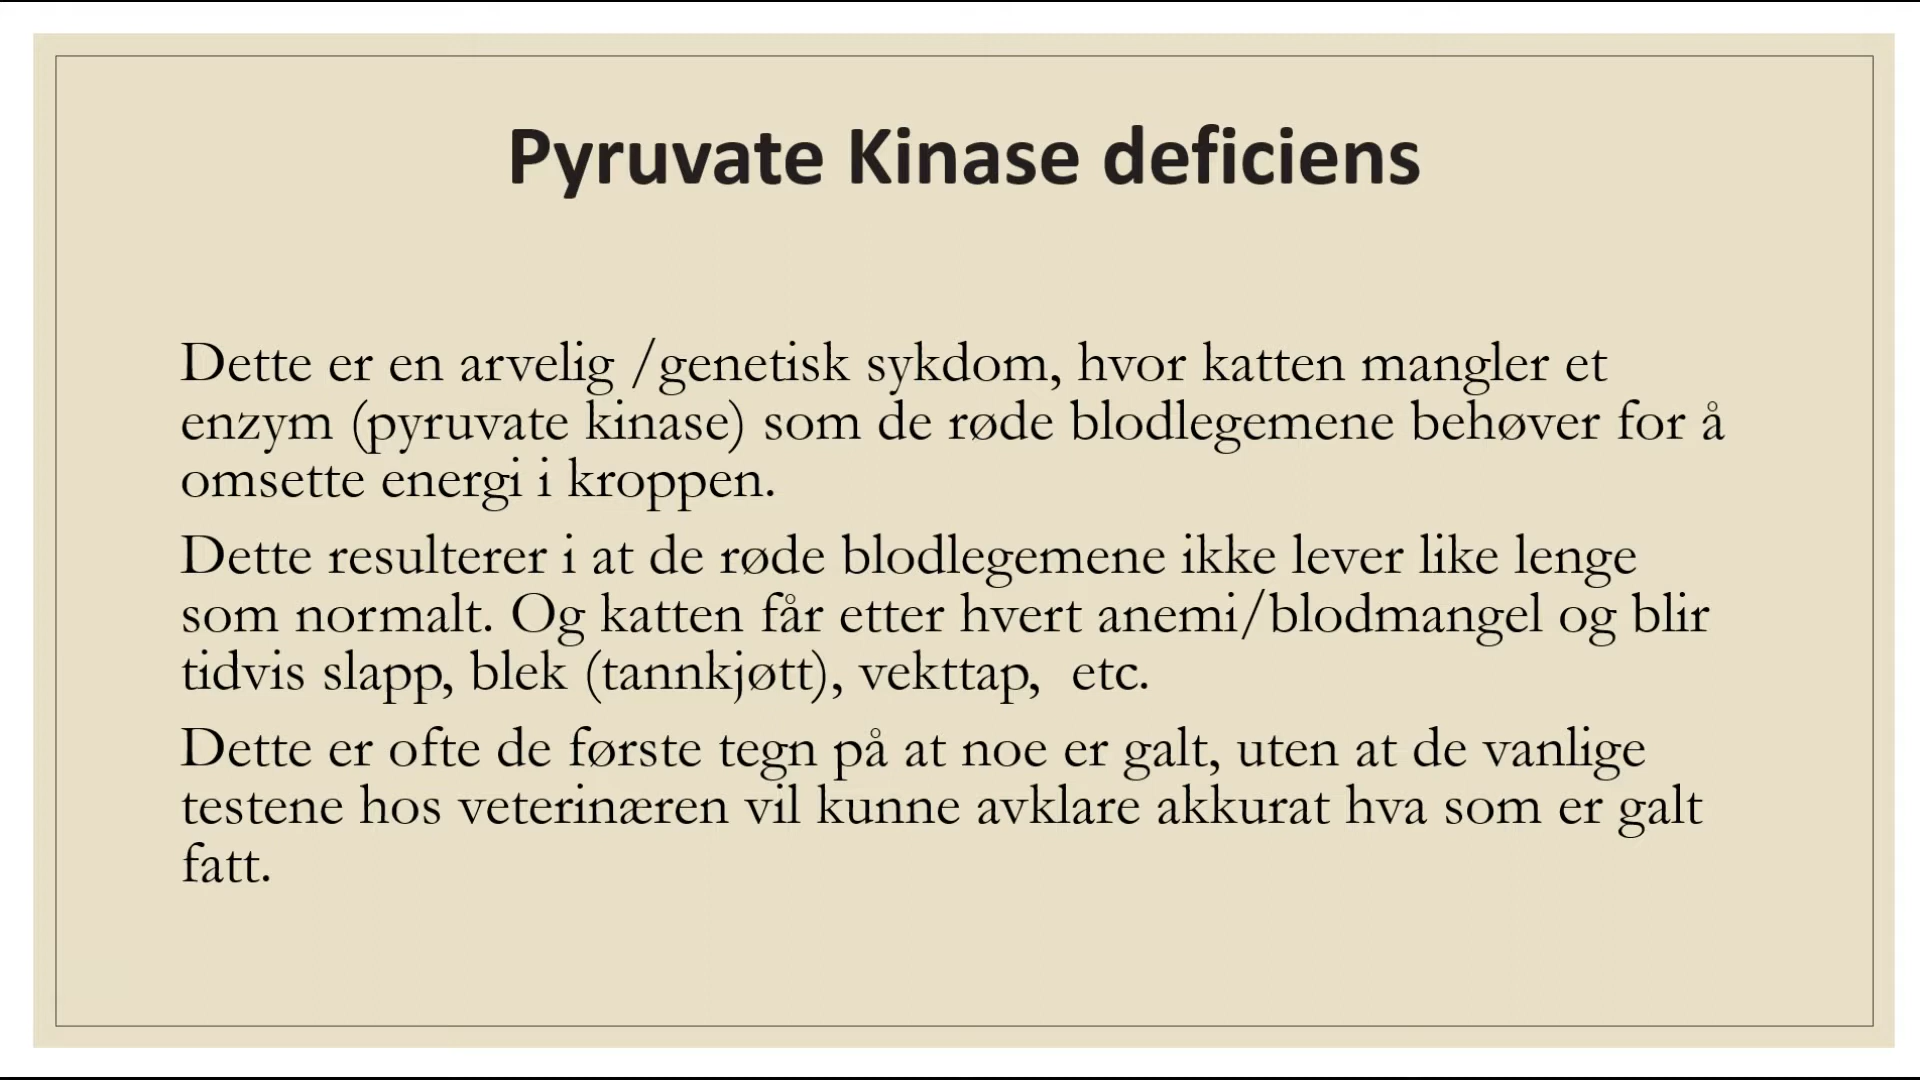 Pyruvate Kinase deficiens
Dette er en arvelig /genetisk sykdom, hvor katten mangler et
enzym (pyruvate kinase) som de røde blodlegemene behøver for å
omsette energi i kroppen.
Dette resulterer i at de røde blodlegemene ikke lever like lenge
som normalt. Og katten får etter hvert anemi/blodmangel og blir
tidvis slapp, blek (tannkjøtt), vekttap,  etc.
Dette er ofte de første tegn på at noe er galt, uten at de vanlige
testene hos veterinæren vil kunne avklare akkurat hva som er galt
fatt.